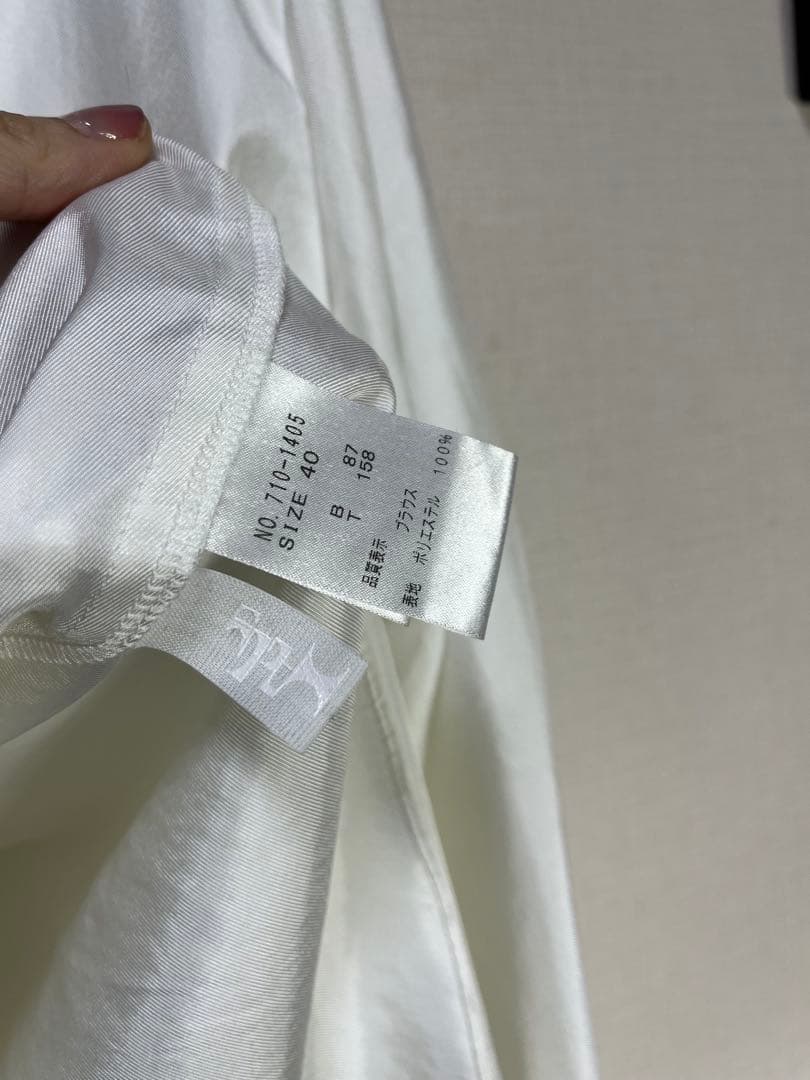 NO. 710-1405
SIZE 40
B 87
T 158
品質表示
ブラウス
表地 ポリエステル 100%